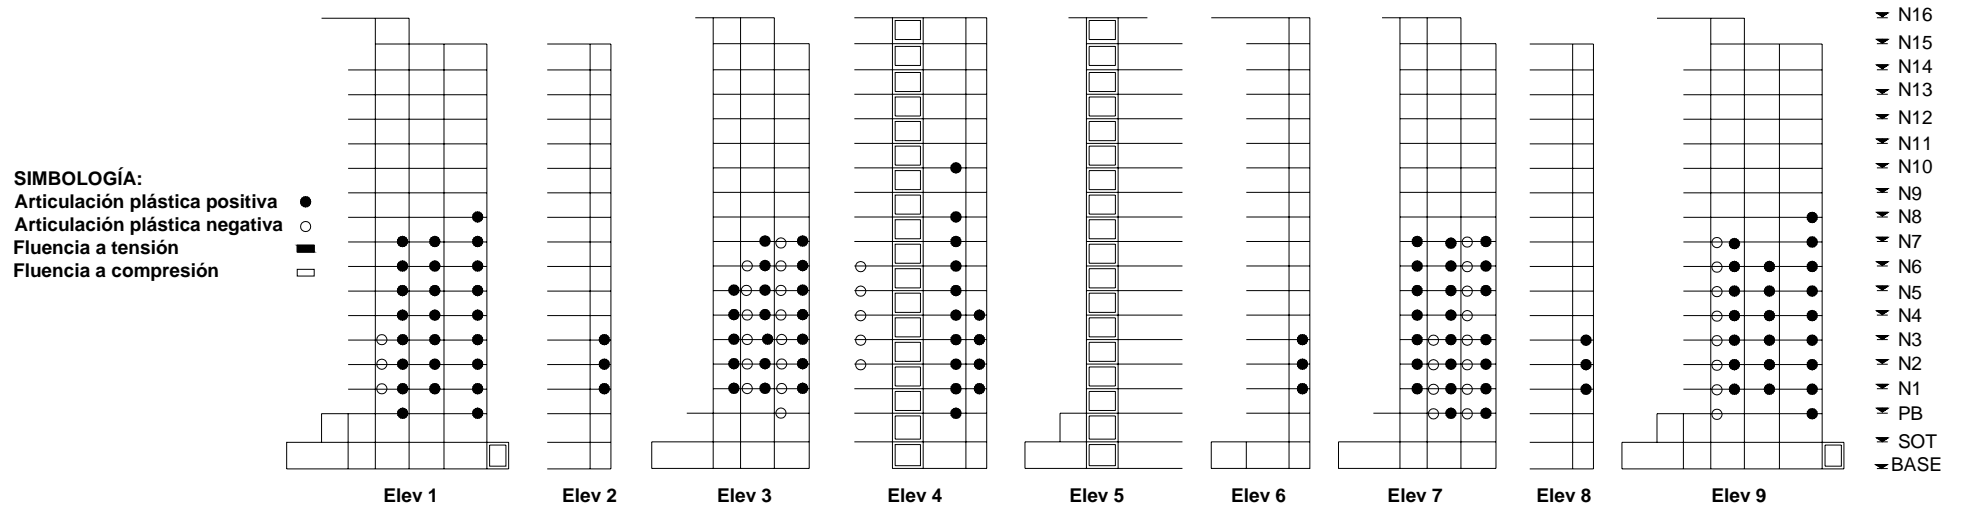 SIMBOLOGÍA:
Articulación plástica positiva
Articulación plástica negativa
Fluencia a tensión
Fluencia a compresión
N16
N15
N14
N13
N12
N11
N10
N9
N8
N7
N6
N5
N4
N3
N2
N1
PB
SOT
BASE
Elev 1
Elev 2
Elev 3
Elev 4
Elev 5
Elev 6
Elev 7
Elev 8
Elev 9